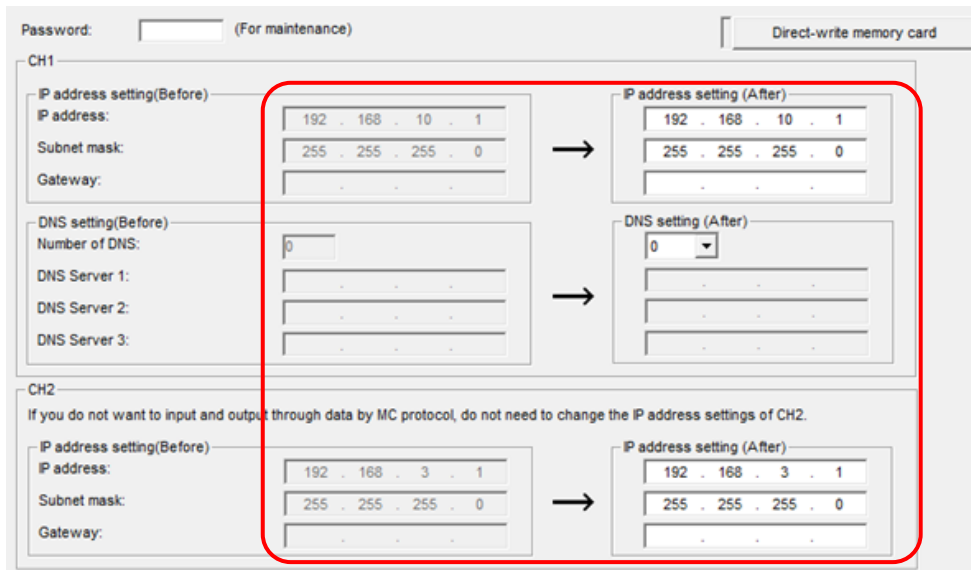 Password: (For maintenance) Direct-write memory card
CH1
IP address setting(Before) IP address setting (After)
IP address: 192 . 168 . 10 . 1 → 192 . 168 . 10 . 1
Subnet mask: 255 . 255 . 255 . 0 255 . 255 . 255 . 0
Gateway: . . . . . .
DNS setting(Before) DNS setting (After)
Number of DNS: 0 0
DNS Server 1: . . . . . .
DNS Server 2: . . . → . . .
DNS Server 3: . . . . . .
CH2
If you do not want to input and output through data by MC protocol, do not need to change the IP address settings of CH2.
IP address setting(Before) IP address setting (After)
IP address: 192 . 168 . 3 . 1 192 . 168 . 3 . 1
Subnet mask: 255 . 255 . 255 . 0 → 255 . 255 . 255 . 0
Gateway: . . . . . .